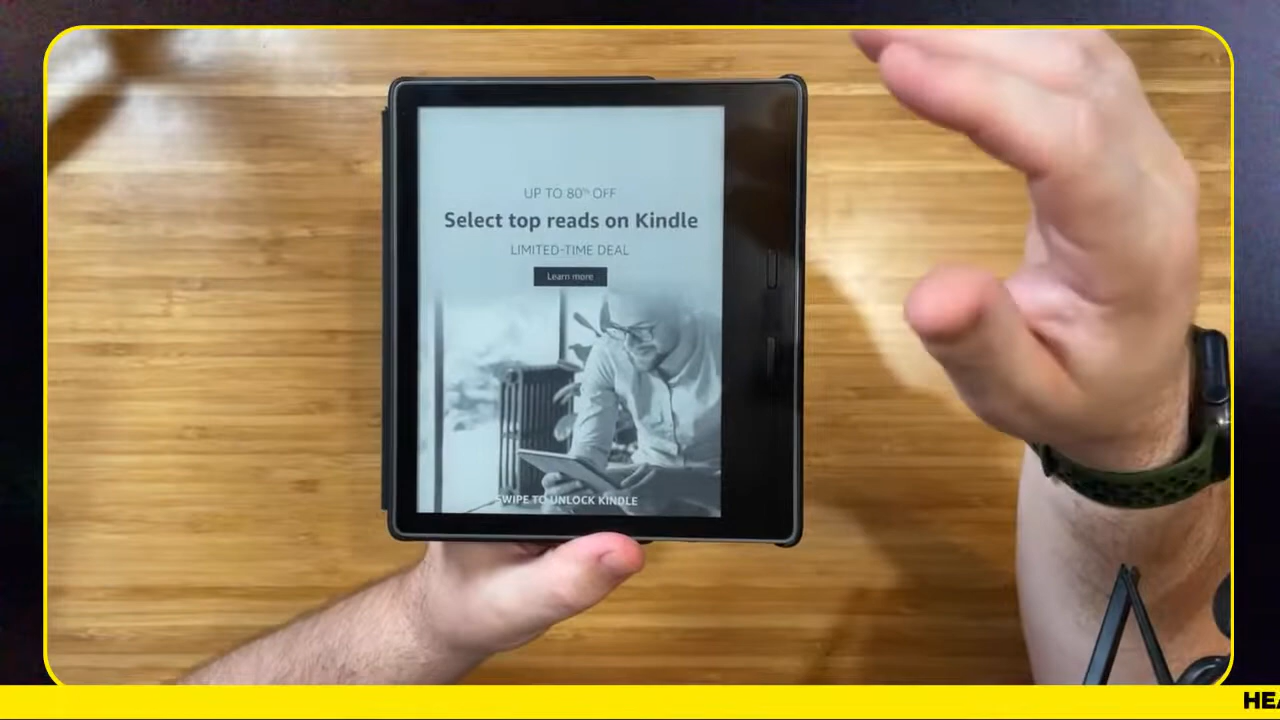 UP TO 80% OFF
Select top reads on Kindle
LIMITED-TIME DEAL
Learn more
SWIPE TO UNLOCK KINDLE